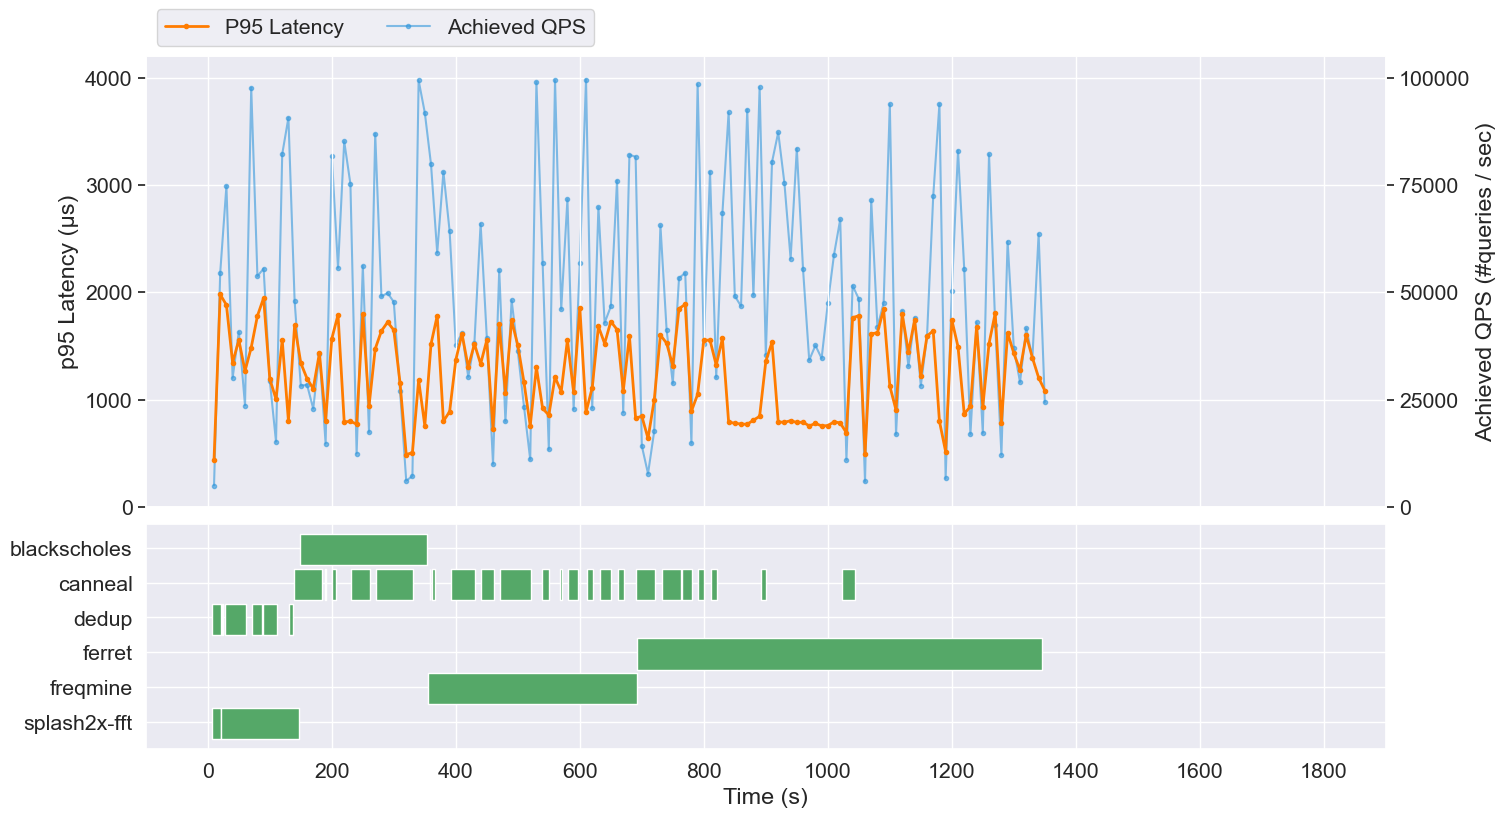 P95 Latency
Achieved QPS
4000
3000
2000
1000
0
p95 Latency (µs)
100000
75000
50000
25000
0
Achieved QPS (#queries / sec)
blackscholes
canneal
dedup
ferret
freqmine
splash2x-fft
0 200 400 600 800 1000 1200 1400 1600 1800
Time (s)